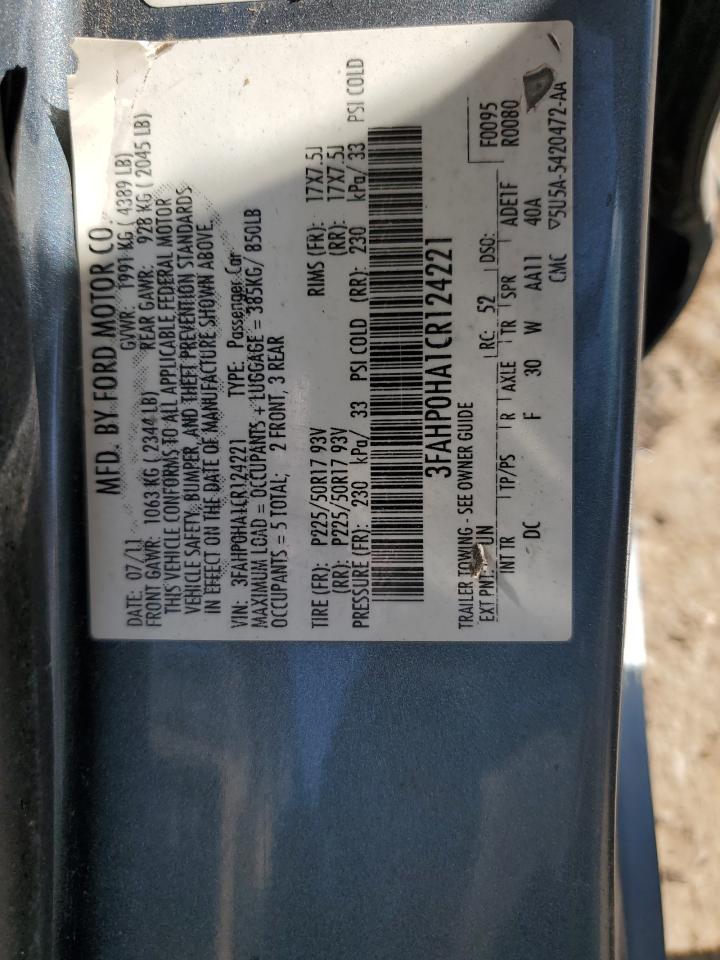 MFD. BY FORD MOTOR CO.
DATE: 07/11 GVWR: 1991 KG ( 4389 LB)
FRONT GAWR: 1063 KG ( 2344 LB) REAR GAWR: 928 KG ( 2045 LB)
THIS VEHICLE CONFORMS TO ALL APPLICABLE FEDERAL MOTOR
VEHICLE SAFETY, BUMPER, AND THEFT PREVENTION STANDARDS
IN EFFECT ON THE DATE OF MANUFACTURE SHOWN ABOVE.
VIN: 3FAHP0HA1CR124221 TYPE: Passenger Car
MAXIMUM LOAD = OCCUPANTS + LUGGAGE = 385KG/ 850LB
OCCUPANTS = 5 TOTAL; 2 FRONT, 3 REAR
TIRE (FR): P225/50R17 93V RIMS (FR): 17X7.5J
(RR): P225/50R17 93V (RR): 17X7.5J
PRESSURE (FR): 230 kPa/ 33 PSI COLD (RR): 230 kPa/ 33 PSI COLD
3FAHP0HA1CR124221
TRAILER TOWING - SEE OWNER GUIDE
EXT PNT: UN RC: 52 DSO: F0095
INT TR TP/PS R AXLE TR SPR ADE1F R0080
DC F 30 W AA11 40A
CMC 5U5A-5420472-AA